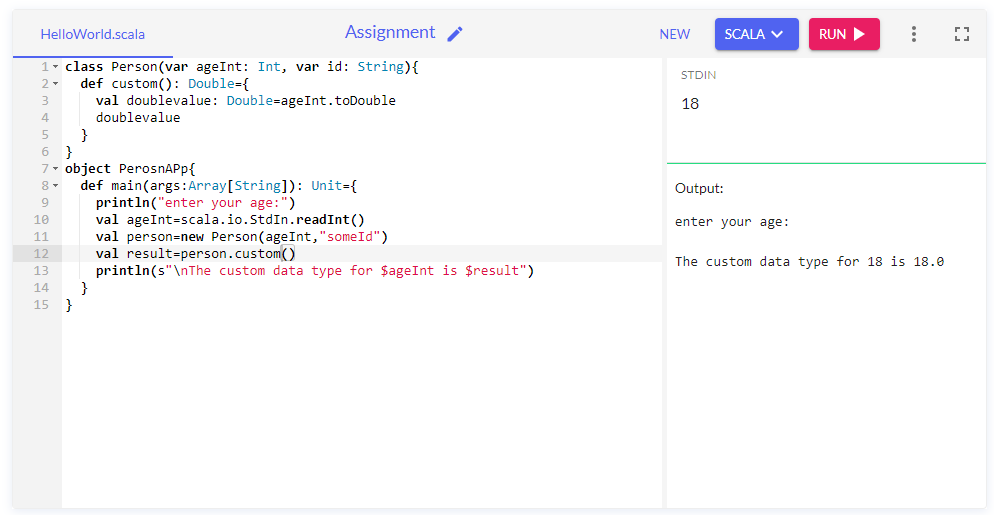 HelloWorld.scala
Assignment
NEW
SCALA
RUN
1 class Person(var ageInt: Int, var id: String){
2   def custom(): Double={
3     val doublevalue: Double=ageInt.toDouble
4     doublevalue
5   }
6 }
7 object PerosnAPp{
8   def main(args:Array[String]): Unit={
9     println("enter your age:")
10     val ageInt=scala.io.StdIn.readInt()
11     val person=new Person(ageInt,"someId")
12     val result=person.custom()
13     println(s"\nThe custom data type for $ageInt is $result")
14   }
15 }
STDIN
18
Output:
enter your age:
The custom data type for 18 is 18.0